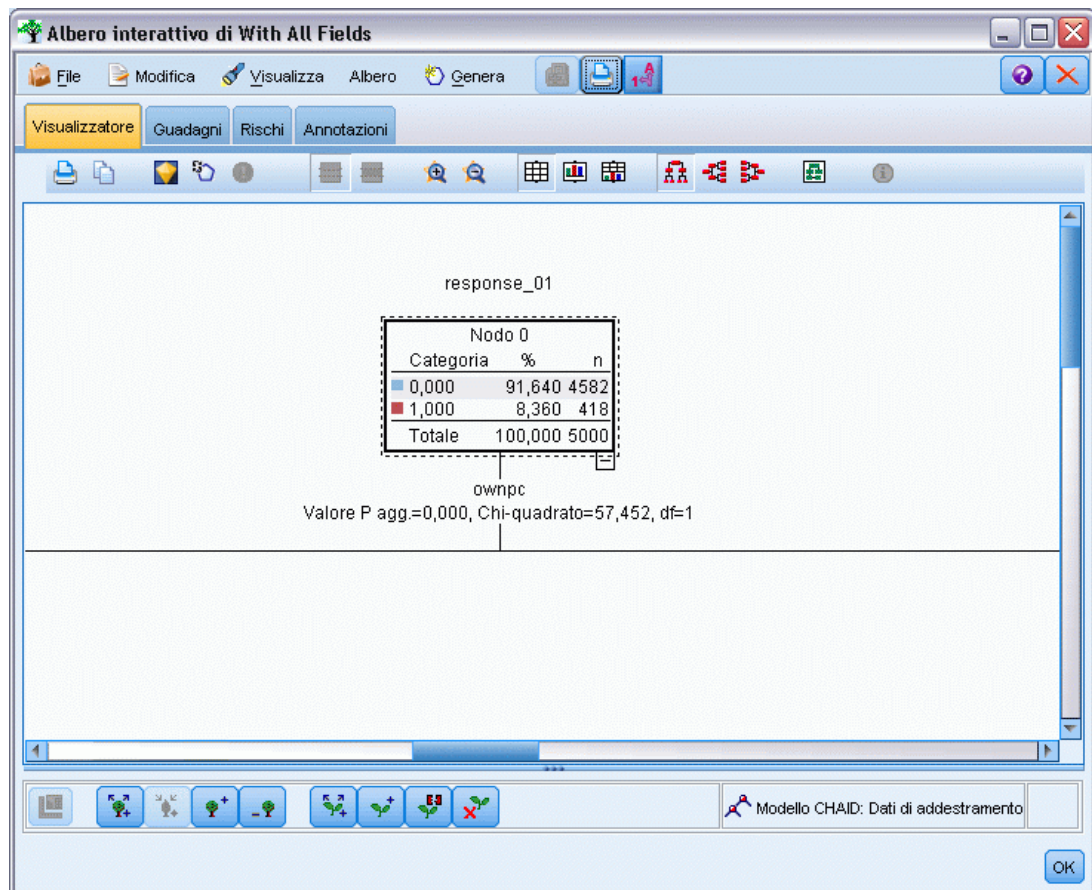 Albero interattivo di With All Fields
File Modifica Visualizza Albero Genera
Visualizzatore Guadagni Rischi Annotazioni
response_01
Nodo 0
Categoria % n
0,000 91,640 4582
1,000 8,360 418
Totale 100,000 5000
ownpc
Valore P agg.=0,000, Chi-quadrato=57,452, df=1
Modello CHAID: Dati di addestramento
OK